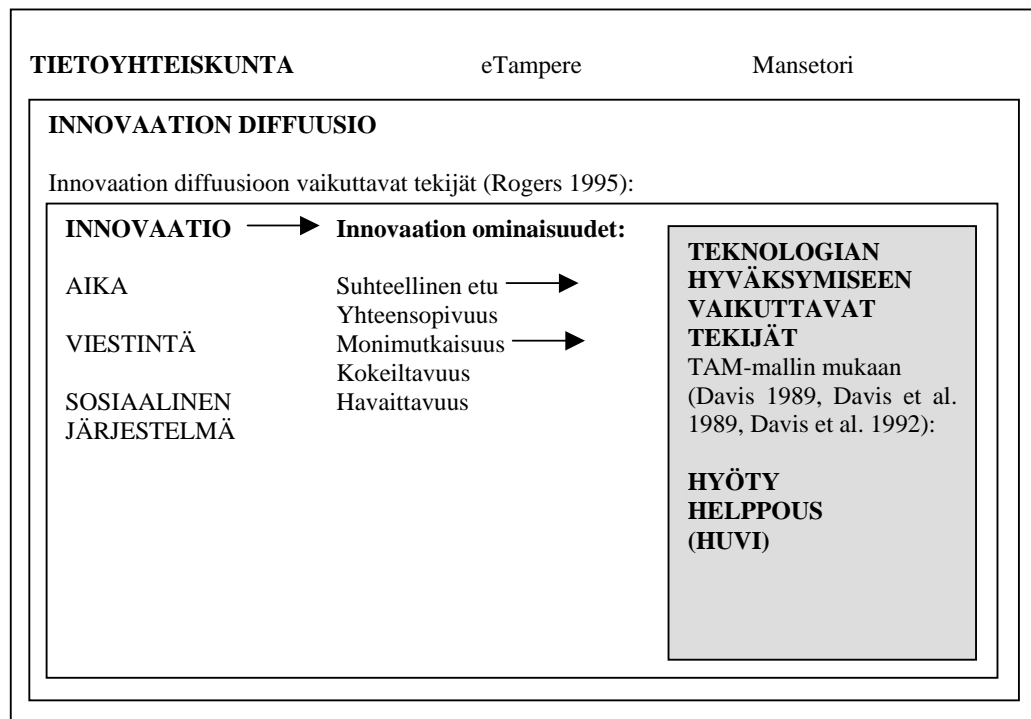 TIETOYHTEISKUNTA eTampere Mansetori
INNOVAATION DIFFUUSIO
Innovaation diffuusioon vaikuttavat tekijät (Rogers 1995):
INNOVAATIO Innovaation ominaisuudet:
AIKA Suhteellinen etu
Yhteensopivuus
VIESTINTÄ Monimutkaisuus
Kokeiltavuus
SOSIAALINEN Havaittavuus
JÄRJESTELMÄ
TEKNOLOGIAN
HYVÄKSYMISEEN
VAIKUTTAVAT
TEKIJÄT
TAM-mallin mukaan
(Davis 1989, Davis et al.
1989, Davis et al. 1992):
HYÖTY
HELPPOUS
(HUVI)